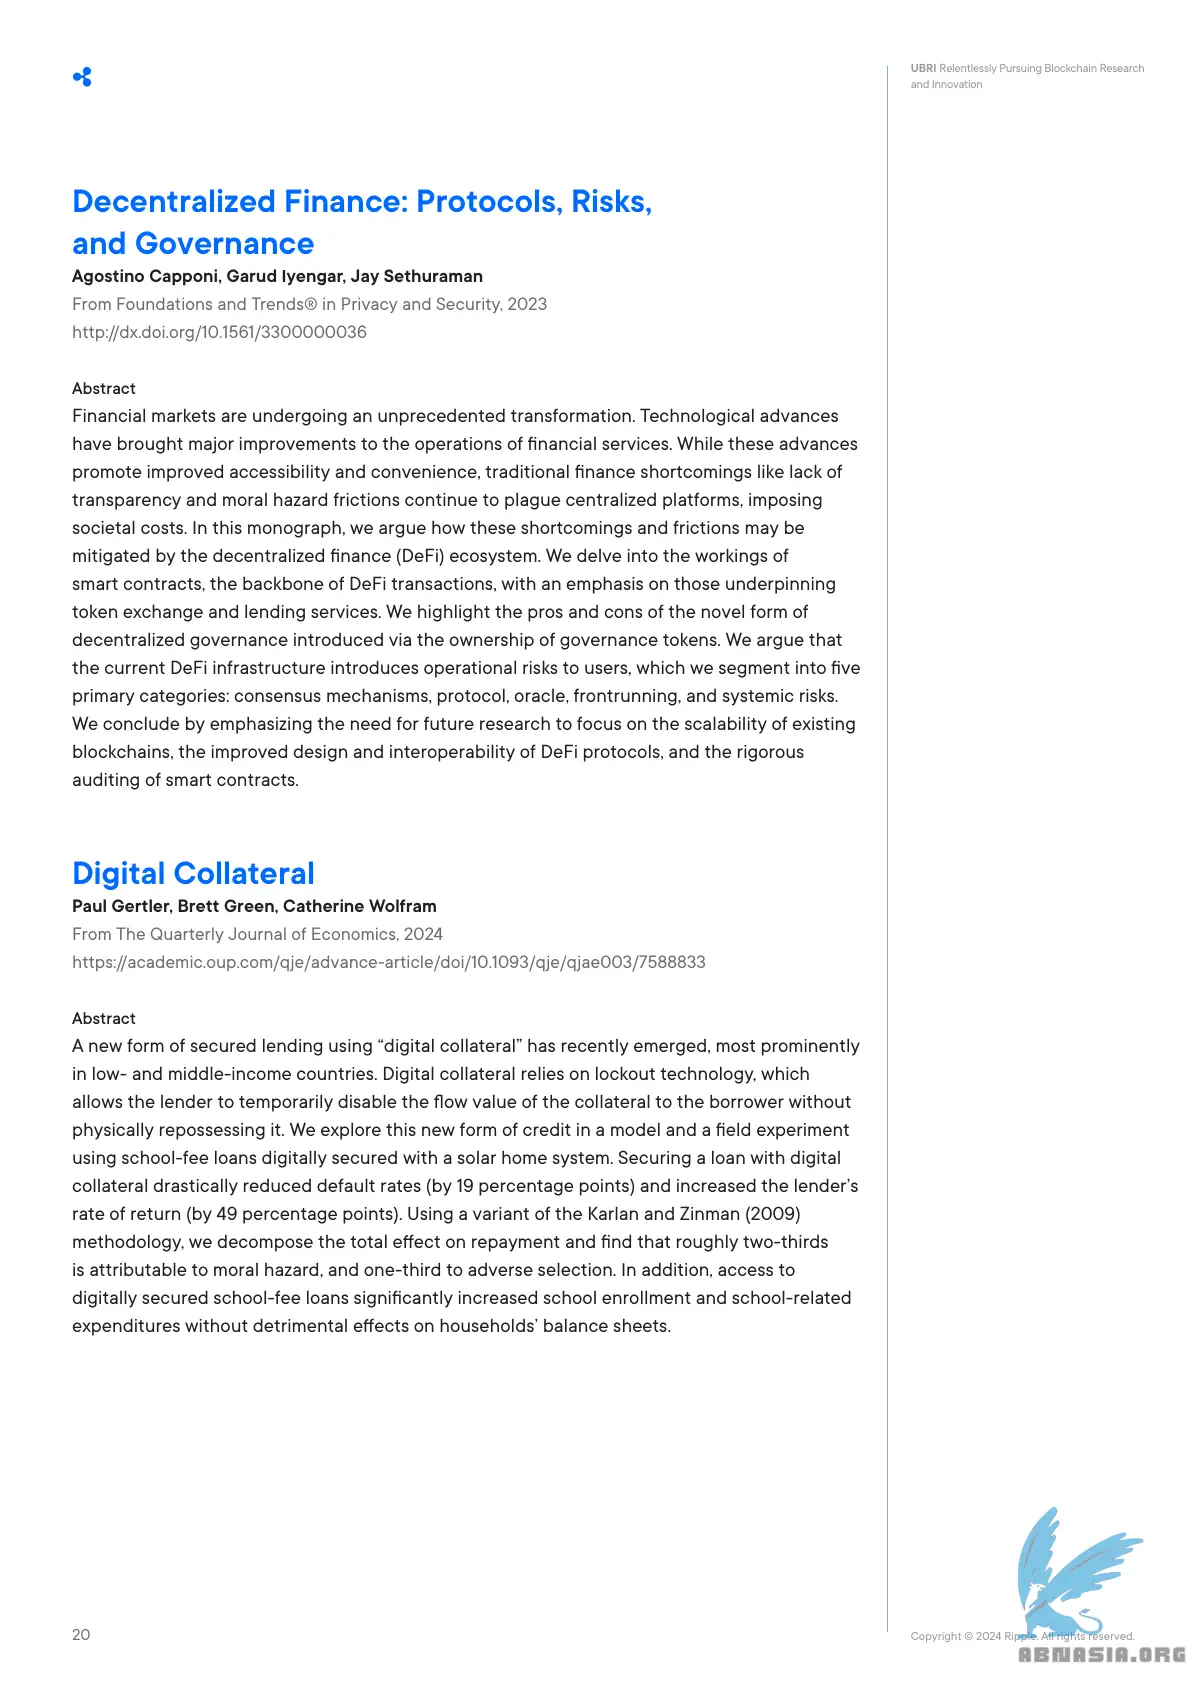 UBRI Relentlessly Pursuing Blockchain Research
and Innovation
Decentralized Finance: Protocols, Risks,
and Governance
Agostino Capponi, Garud Iyengar, Jay Sethuraman
From Foundations and Trends® in Privacy and Security, 2023
http://dx.doi.org/10.1561/3300000036
Abstract
Financial markets are undergoing an unprecedented transformation. Technological advances
have brought major improvements to the operations of financial services. While these advances
promote improved accessibility and convenience, traditional finance shortcomings like lack of
transparency and moral hazard frictions continue to plague centralized platforms, imposing
societal costs. In this monograph, we argue how these shortcomings and frictions may be
mitigated by the decentralized finance (DeFi) ecosystem. We delve into the workings of
smart contracts, the backbone of DeFi transactions, with an emphasis on those underpinning
token exchange and lending services. We highlight the pros and cons of the novel form of
decentralized governance introduced via the ownership of governance tokens. We argue that
the current DeFi infrastructure introduces operational risks to users, which we segment into five
primary categories: consensus mechanisms, protocol, oracle, frontrunning, and systemic risks.
We conclude by emphasizing the need for future research to focus on the scalability of existing
blockchains, the improved design and interoperability of DeFi protocols, and the rigorous
auditing of smart contracts.
Digital Collateral
Paul Gertler, Brett Green, Catherine Wolfram
From The Quarterly Journal of Economics, 2024
https://academic.oup.com/qje/advance-article/doi/10.1093/qje/qjae003/7588833
Abstract
A new form of secured lending using “digital collateral” has recently emerged, most prominently
in low- and middle-income countries. Digital collateral relies on lockout technology, which
allows the lender to temporarily disable the flow value of the collateral to the borrower without
physically repossessing it. We explore this new form of credit in a model and a field experiment
using school-fee loans digitally secured with a solar home system. Securing a loan with digital
collateral drastically reduced default rates (by 19 percentage points) and increased the lender’s
rate of return (by 49 percentage points). Using a variant of the Karlan and Zinman (2009)
methodology, we decompose the total effect on repayment and find that roughly two-thirds
is attributable to moral hazard, and one-third to adverse selection. In addition, access to
digitally secured school-fee loans significantly increased school enrollment and school-related
expenditures without detrimental effects on households’ balance sheets.
20
Copyright © 2024 Ripple. All rights reserved.
ABNASIA.ORG